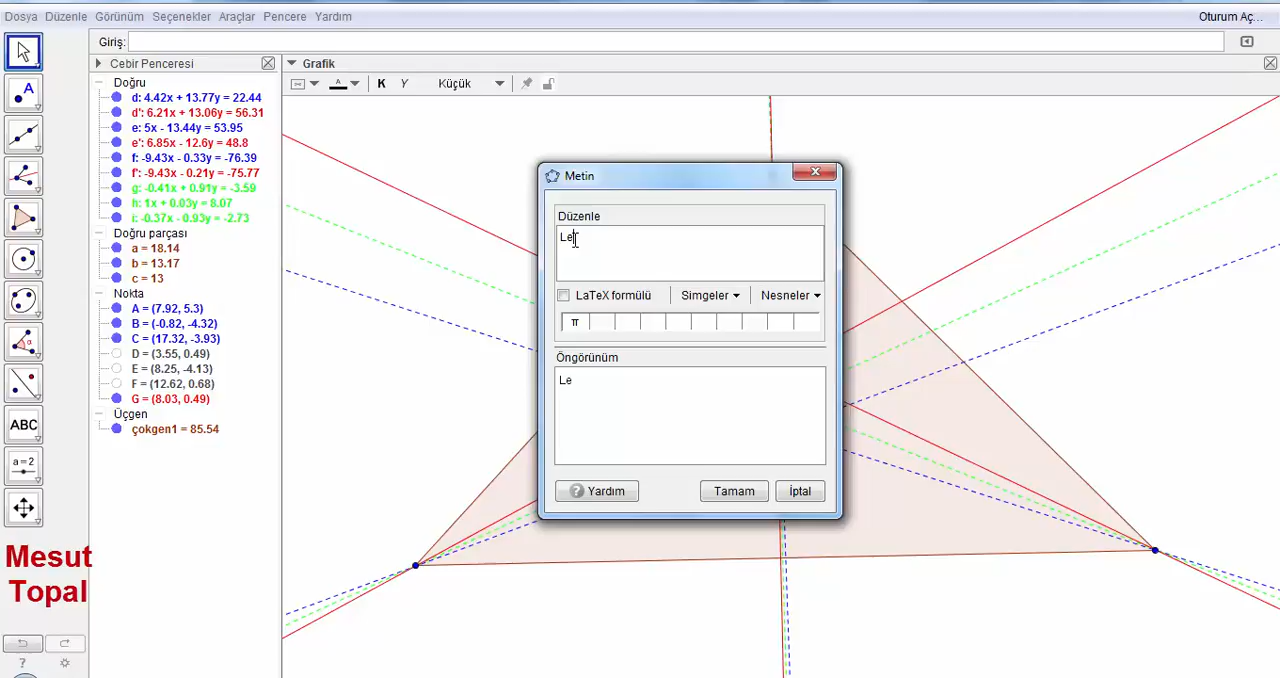 Dosya Düzenle Görünüm Seçenekler Araçlar Pencere Yardım Oturum Aç...
Giriş:
Cebir Penceresi
Grafik
K Y Küçük
Doğru
d: 4.42x + 13.77y = 22.44
d': 6.21x + 13.06y = 56.31
e: 5x - 13.44y = 53.95
e': 6.85x - 12.6y = 48.8
f: -9.43x - 0.33y = -76.39
f': -9.43x - 0.21y = -75.77
g: -0.41x + 0.91y = -3.59
h: 1x + 0.03y = 8.07
i: -0.37x - 0.93y = -2.73
Doğru parçası
a = 18.14
b = 13.17
c = 13
Nokta
A = (7.92, 5.3)
B = (-0.82, -4.32)
C = (17.32, -3.93)
D = (3.55, 0.49)
E = (8.25, -4.13)
F = (12.62, 0.68)
G = (8.03, 0.49)
Üçgen
çokgen1 = 85.54
A
α
ABC
a=2
Mesut
Topal
?
Metin
Düzenle
Le
LaTeX formülü Simgeler Nesneler
π
Öngörünüm
Le
? Yardım Tamam İptal